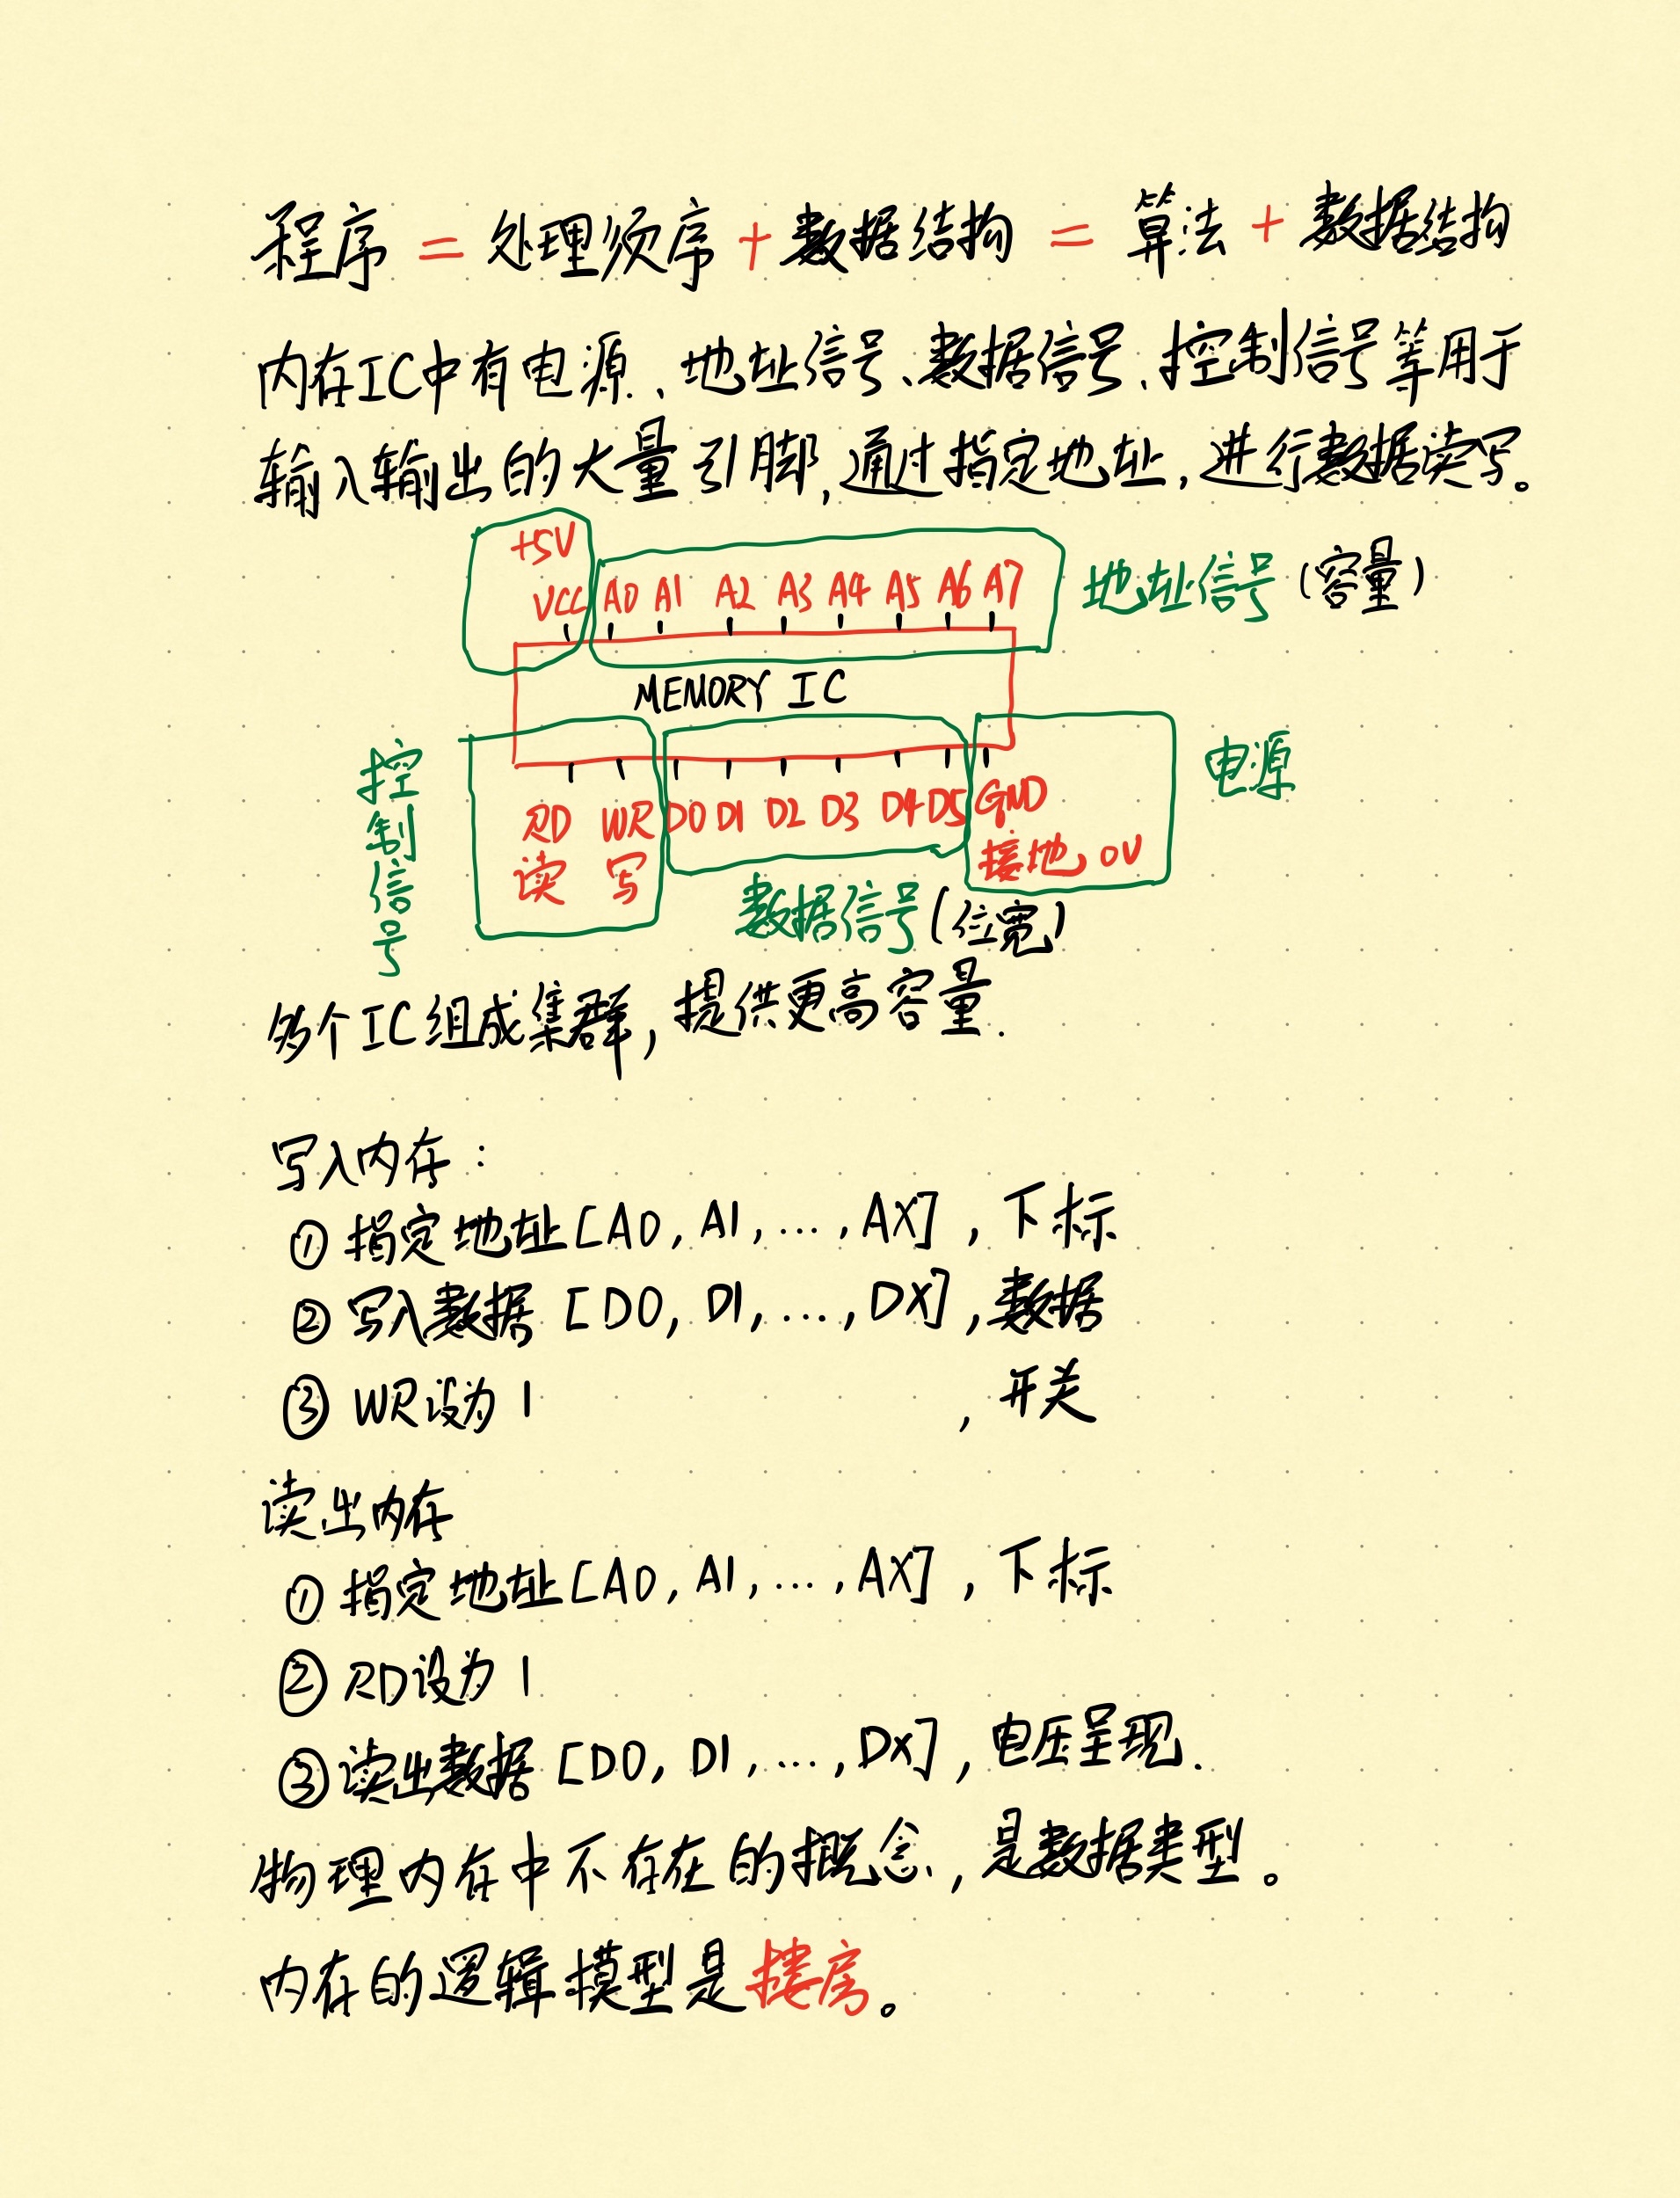 程序 = 处理须序 + 数据结构 = 算法 + 数据结构
内存IC中有电源、地址信号、数据信号、控制信号等用于
输入输出的大量引脚,通过指定地址,进行数据读写。
+5V
VCC A0 A1 A2 A3 A4 A5 A6 A7
地址信号 (容量)
MEMORY IC
控制信号
电源
RD WR D0 D1 D2 D3 D4 D5 GND
读 写 接地 0V
数据信号 (位宽)
多个IC组成集群,提供更高容量.
写入内存:
① 指定地址 [A0, A1, ..., AX] , 下标
② 写入数据 [D0, D1, ..., DX] , 数据
③ WR设为 1 , 开关
读出内存
① 指定地址 [A0, A1, ..., AX] , 下标
② RD设为 1
③ 读出数据 [D0, D1, ..., DX] , 电压呈现.
物理内存中不存在的概念,是数据类型。
内存的逻辑模型是楼房。